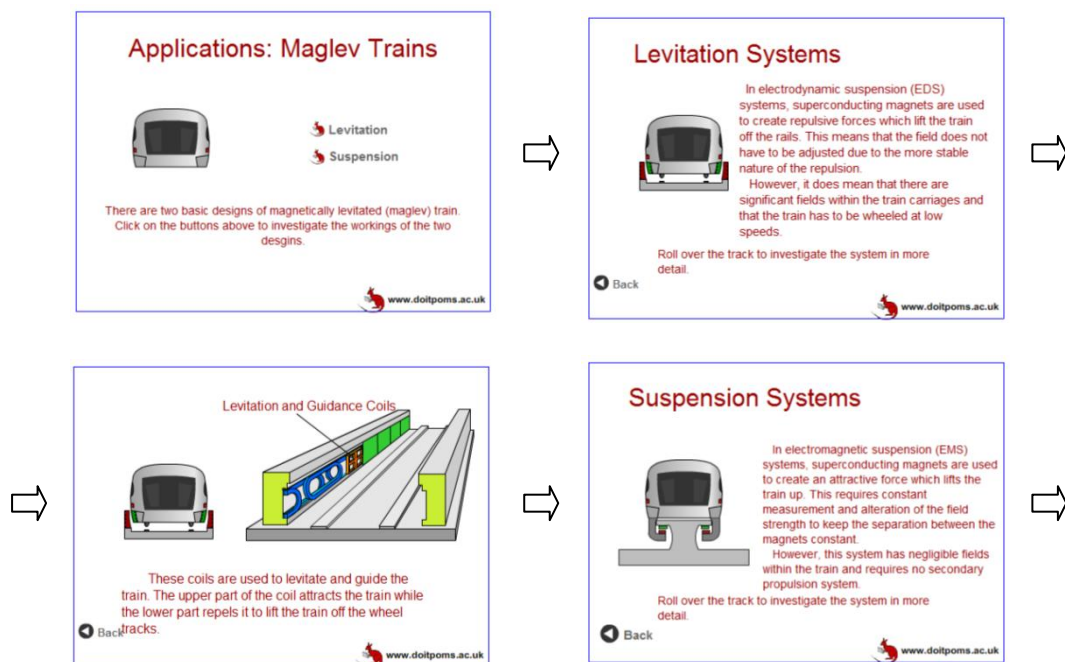 Applications: Maglev Trains
Levitation
Suspension
There are two basic designs of magnetically levitated (maglev) train.
Click on the buttons above to investigate the workings of the two
desgins.
www.doitpoms.ac.uk
Levitation Systems
In electrodynamic suspension (EDS)
systems, superconducting magnets are used
to create repulsive forces which lift the train
off the rails. This means that the field does not
have to be adjusted due to the more stable
nature of the repulsion.
However, it does mean that there are
significant fields within the train carriages and
that the train has to be wheeled at low
speeds.
Roll over the track to investigate the system in more
detail.
Back
www.doitpoms.ac.uk
Levitation and Guidance Coils
These coils are used to levitate and guide the
train. The upper part of the coil attracts the train while
the lower part repels it to lift the train off the wheel
tracks.
Back
www.doitpoms.ac.uk
Suspension Systems
In electromagnetic suspension (EMS)
systems, superconducting magnets are used
to create an attractive force which lifts the
train up. This requires constant
measurement and alteration of the field
strength to keep the separation between the
magnets constant.
However, this system has negligible fields
within the train and requires no secondary
propulsion system.
Roll over the track to investigate the system in more
detail.
Back
www.doitpoms.ac.uk